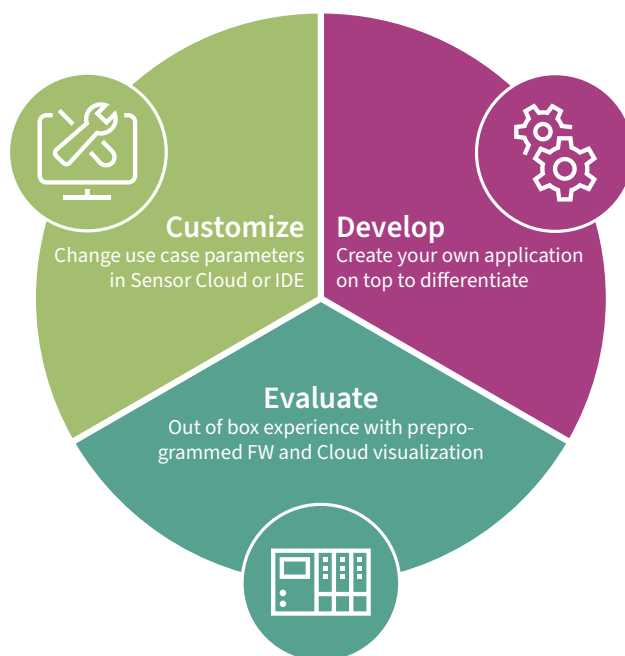 Customize
Change use case parameters
in Sensor Cloud or IDE
Develop
Create your own application
on top to differentiate
Evaluate
Out of box experience with prepro-
grammed FW and Cloud visualization